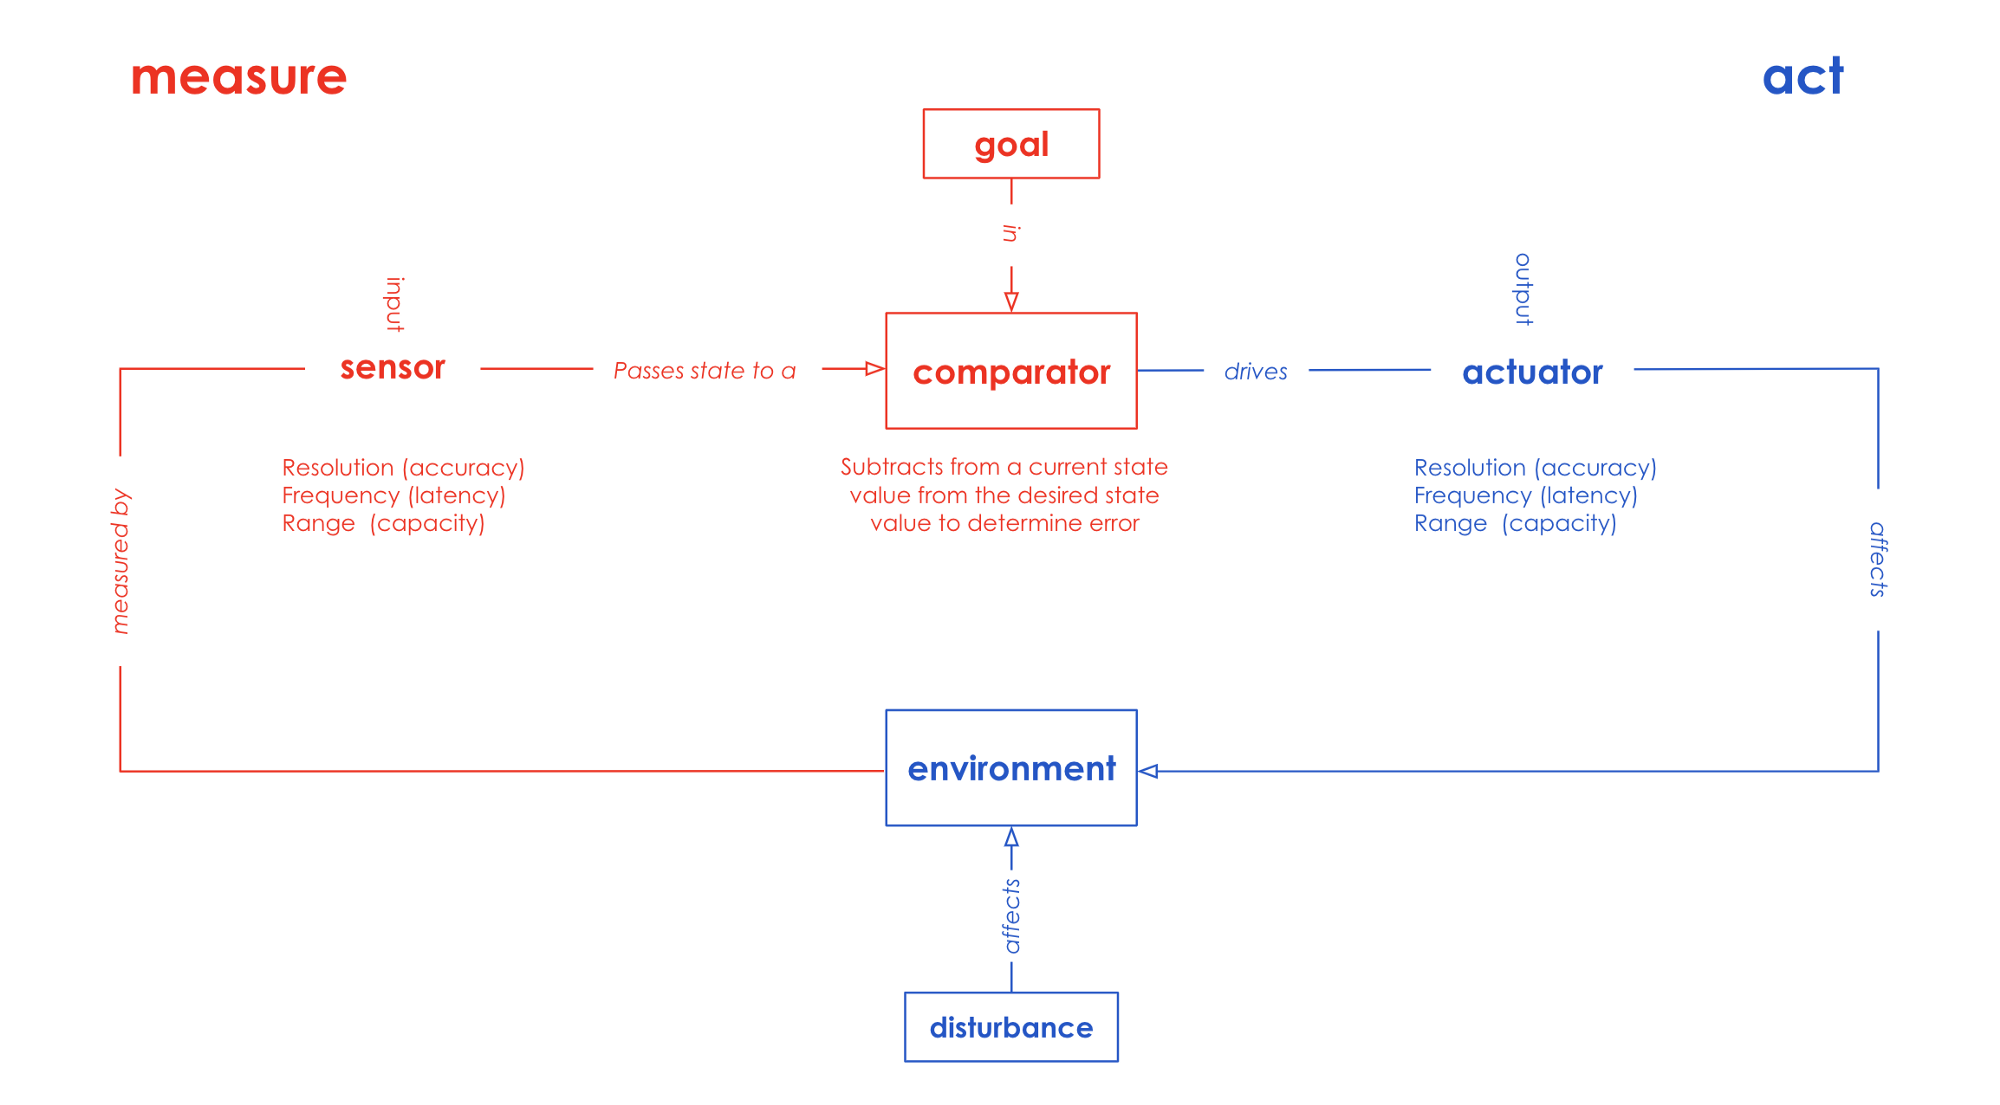 measure
act
goal
in
input
output
sensor
Passes state to a
comparator
drives
actuator
Resolution (accuracy)
Frequency (latency)
Range (capacity)
Subtracts from a current state
value from the desired state
value to determine error
Resolution (accuracy)
Frequency (latency)
Range (capacity)
measured by
affects
environment
affects
disturbance